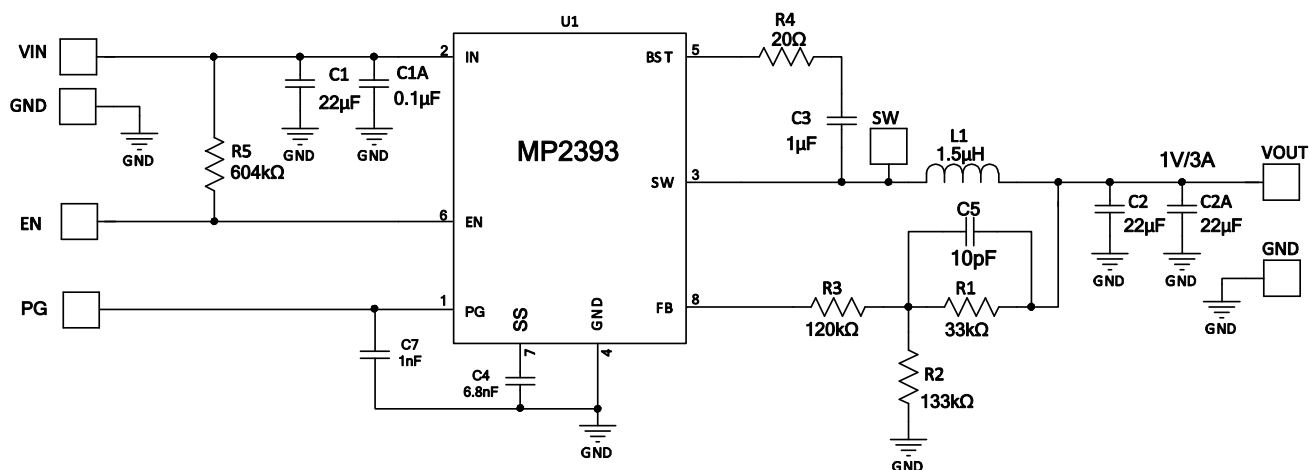 U1
R4
20Ω
VIN
2
IN
BST
5
C1
22µF
C1A
0.1µF
GND
GND
GND
GND
C3
1µF
SW
R5
604kΩ
MP2393
L1
1.5µH
1V/3A
VOUT
SW
3
EN
6
EN
C2
22µF
C2A
22µF
C5
10pF
GND
GND
GND
PG
1
PG
FB
8
R3
120kΩ
R1
33kΩ
GND
SS
GND
7
4
C7
1nF
C4
6.8nF
R2
133kΩ
GND
GND